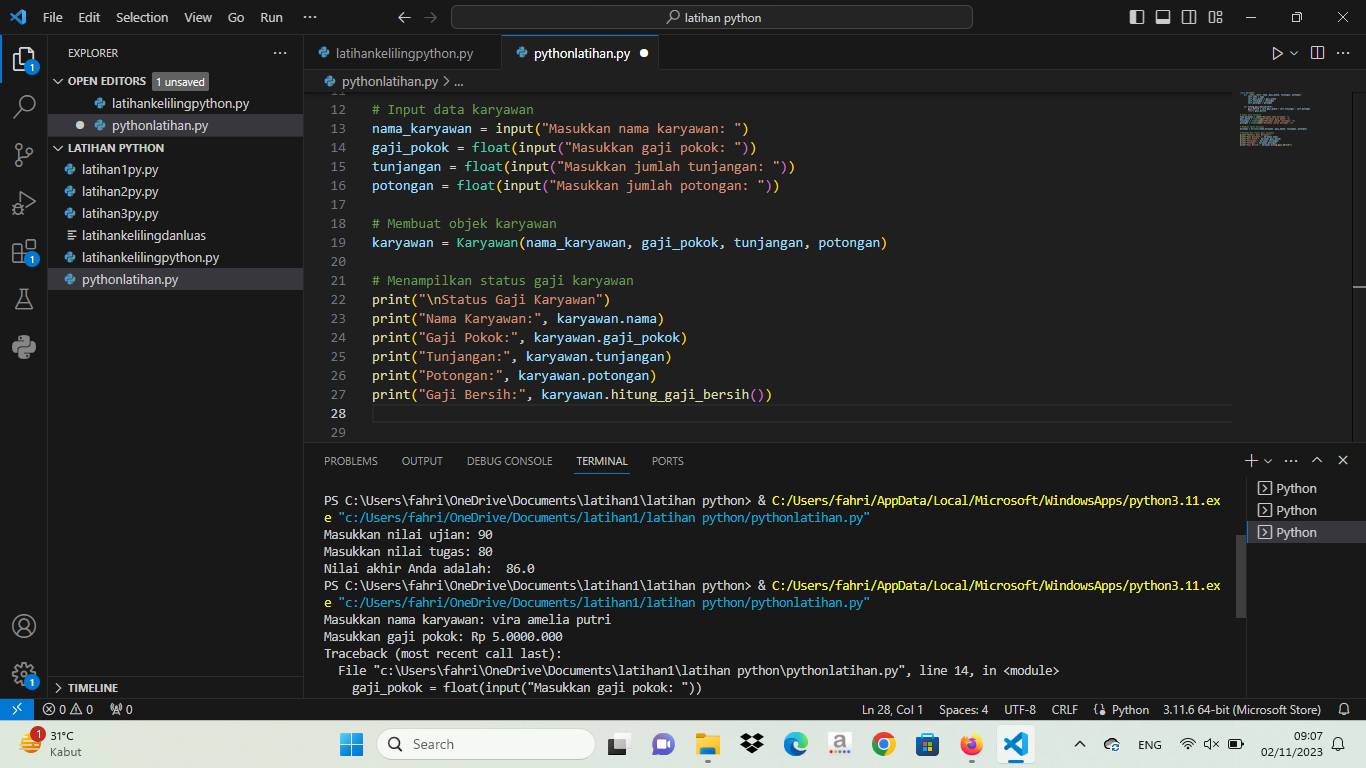 File Edit Selection View Go Run ··· latihan python
EXPLORER ···
OPEN EDITORS 1 unsaved
latihankelilingpython.py
pythonlatihan.py
LATIHAN PYTHON
latihan1py.py
latihan2py.py
latihan3py.py
latihankelilingdanluas
latihankelilingpython.py
pythonlatihan.py
TIMELINE
1
1
1
latihankelilingpython.py pythonlatihan.py
pythonlatihan.py > ...
11
12 # Input data karyawan
13 nama_karyawan = input("Masukkan nama karyawan: ")
14 gaji_pokok = float(input("Masukkan gaji pokok: "))
15 tunjangan = float(input("Masukkan jumlah tunjangan: "))
16 potongan = float(input("Masukkan jumlah potongan: "))
17
18 # Membuat objek karyawan
19 karyawan = Karyawan(nama_karyawan, gaji_pokok, tunjangan, potongan)
20
21 # Menampilkan status gaji karyawan
22 print("\nStatus Gaji Karyawan")
23 print("Nama Karyawan:", karyawan.nama)
24 print("Gaji Pokok:", karyawan.gaji_pokok)
25 print("Tunjangan:", karyawan.tunjangan)
26 print("Potongan:", karyawan.potongan)
27 print("Gaji Bersih:", karyawan.hitung_gaji_bersih())
28
29
PROBLEMS OUTPUT DEBUG CONSOLE TERMINAL PORTS
PS C:\Users\fahri\OneDrive\Documents\latihan1\latihan python> & C:/Users/fahri/AppData/Local/Microsoft/WindowsApps/python3.11.ex
e "c:/Users/fahri/OneDrive/Documents/latihan1/latihan python/pythonlatihan.py"
Masukkan nilai ujian: 90
Masukkan nilai tugas: 80
Nilai akhir Anda adalah:  86.0
PS C:\Users\fahri\OneDrive\Documents\latihan1\latihan python> & C:/Users/fahri/AppData/Local/Microsoft/WindowsApps/python3.11.ex
e "c:/Users/fahri/OneDrive/Documents/latihan1/latihan python/pythonlatihan.py"
Masukkan nama karyawan: vira amelia putri
Masukkan gaji pokok: Rp 5.0000.000
Traceback (most recent call last):
  File "c:\Users\fahri\OneDrive\Documents\latihan1\latihan python\pythonlatihan.py", line 14, in <module>
    gaji_pokok = float(input("Masukkan gaji pokok: "))
Python
Python
Python
0 0 0 Ln 28, Col 1 Spaces: 4 UTF-8 CRLF Python 3.11.6 64-bit (Microsoft Store)
1 31°C
Kabut
Search
a
ENG
09:07
02/11/2023